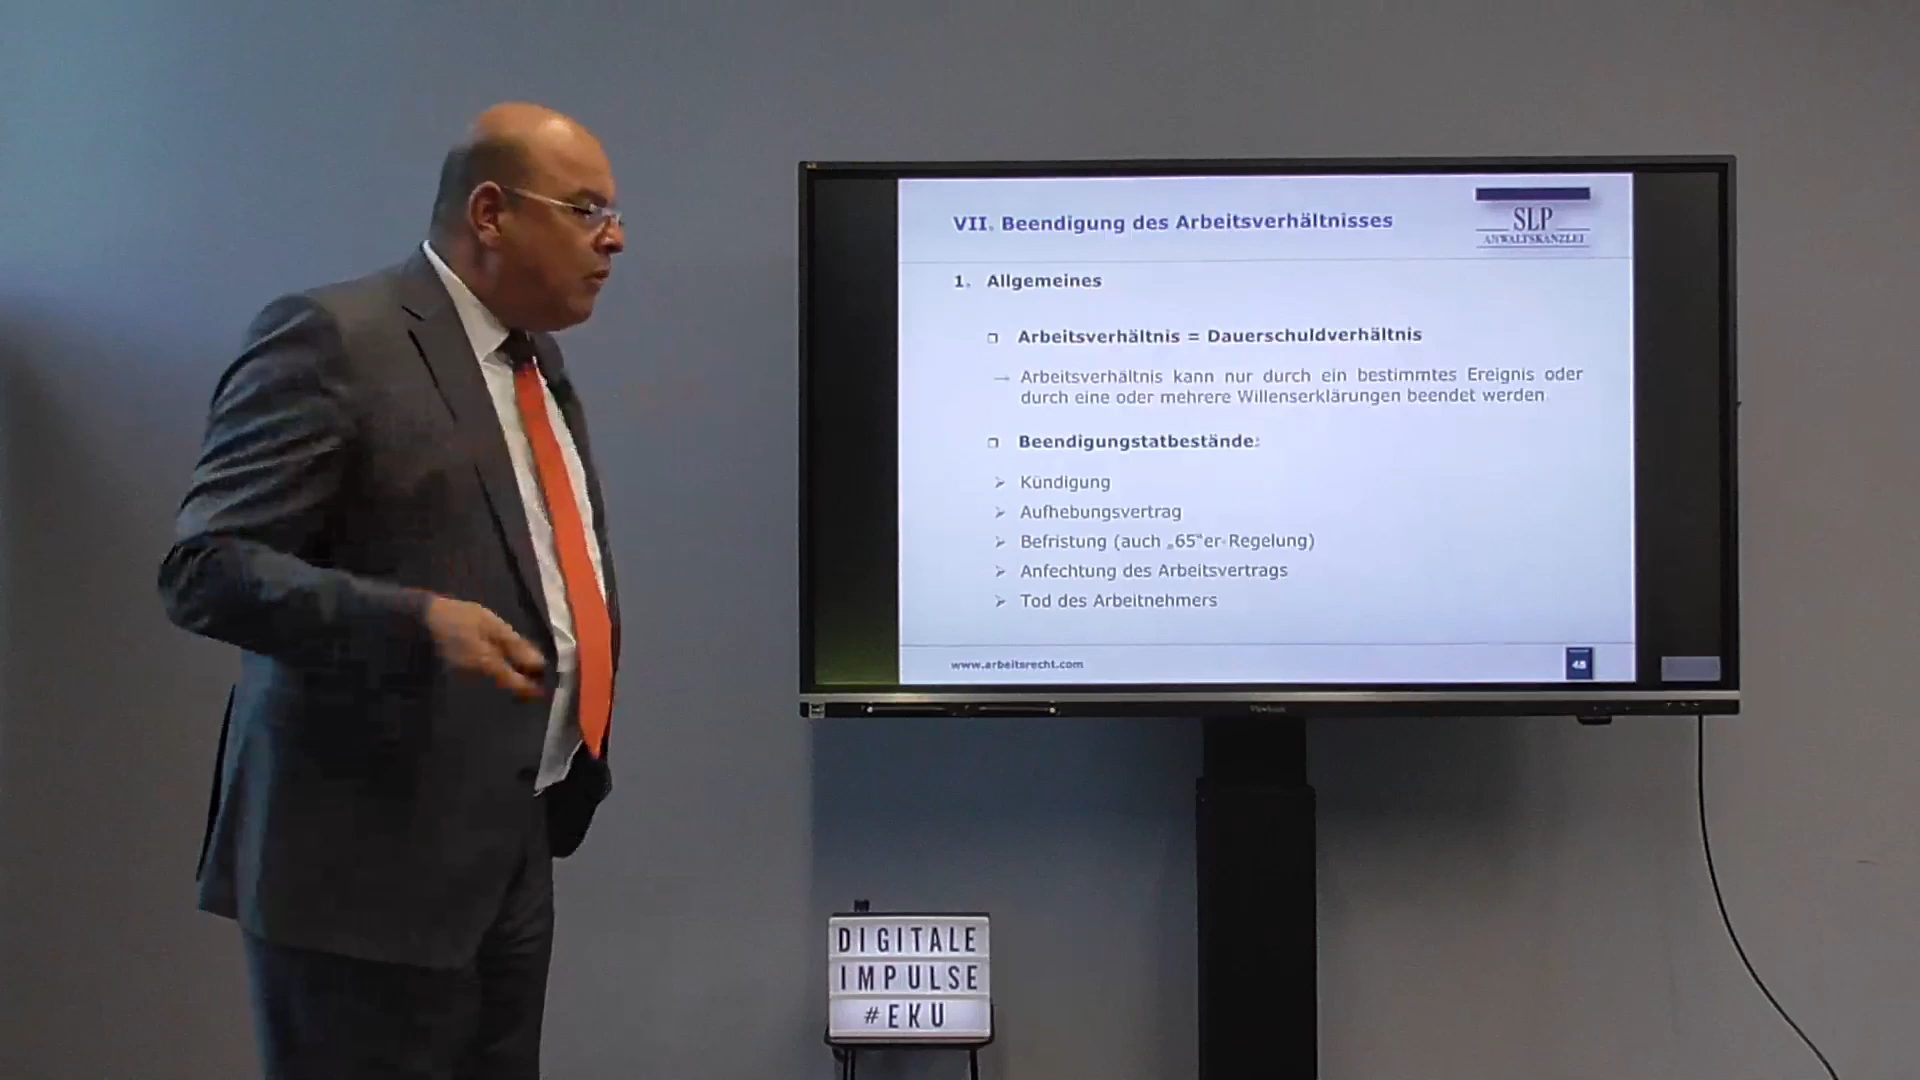 VII. Beendigung des Arbeitsverhältnisses
SLP
ANWALTSKANZLEI
1. Allgemeines
Arbeitsverhältnis = Dauerschuldverhältnis
→ Arbeitsverhältnis kann nur durch ein bestimmtes Ereignis oder
durch eine oder mehrere Willenserklärungen beendet werden
Beendigungstatbestände:
➢ Kündigung
➢ Aufhebungsvertrag
➢ Befristung (auch „65“er-Regelung)
➢ Anfechtung des Arbeitsvertrags
➢ Tod des Arbeitnehmers
www.arbeitsrecht.com
48
ViewSonic
DIGITALE
IMPULSE
#EKU